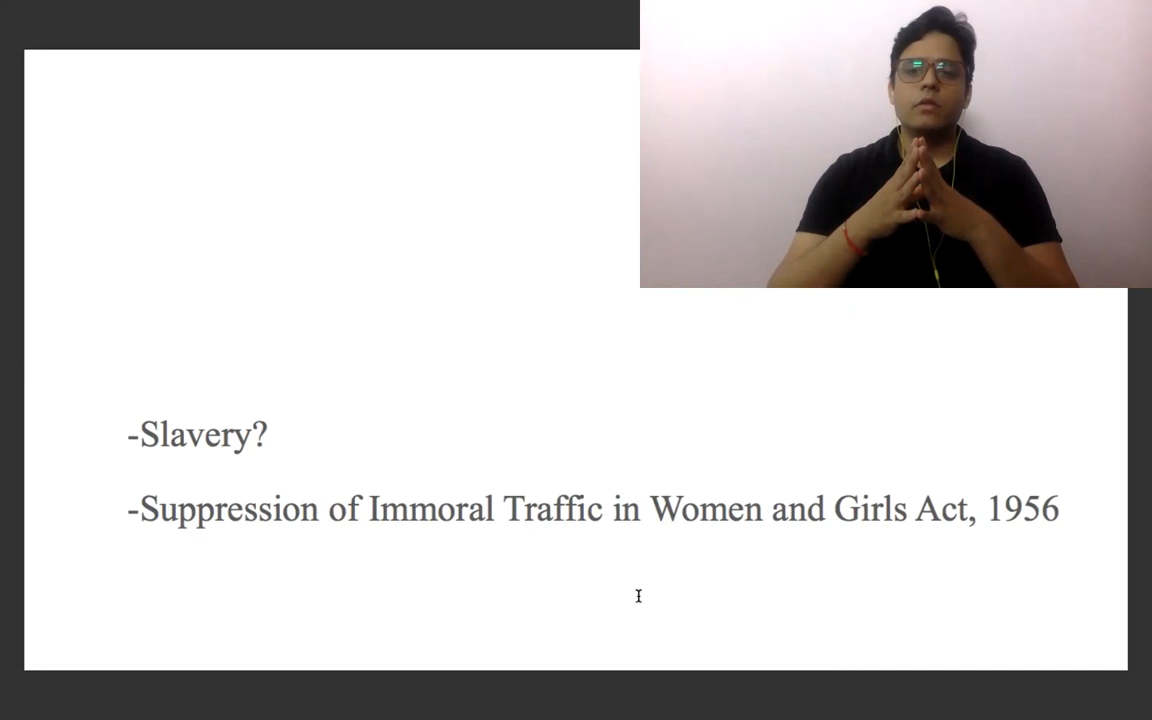 -Slavery?
-Suppression of Immoral Traffic in Women and Girls Act, 1956